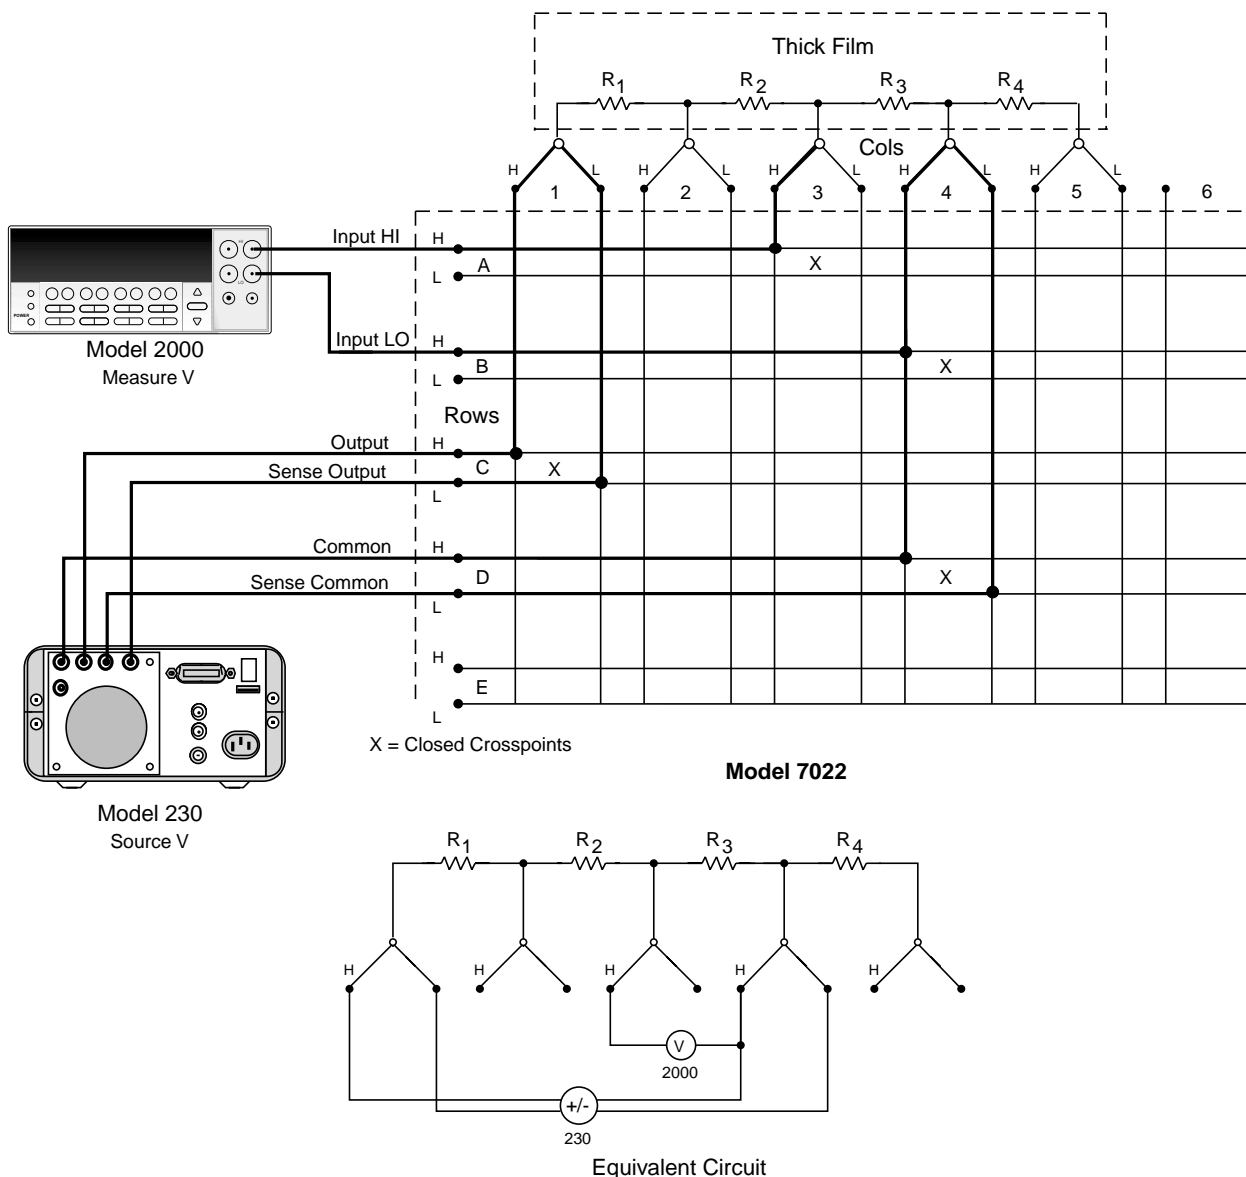 Thick Film
R1 R2 R3 R4
Cols
H L H L H L H L H L
1 2 3 4 5 6
Input HI H
A X
L
Input LO H
B X
L
Model 2000
Measure V
POWER
HI
LO
Rows
Output H
C X
Sense Output
L
Common H
D X
Sense Common
L
H
E
L
X = Closed Crosspoints
Model 7022
Model 230
Source V
R1 R2 R3 R4
H H H H H
V
2000
+/-
230
Equivalent Circuit